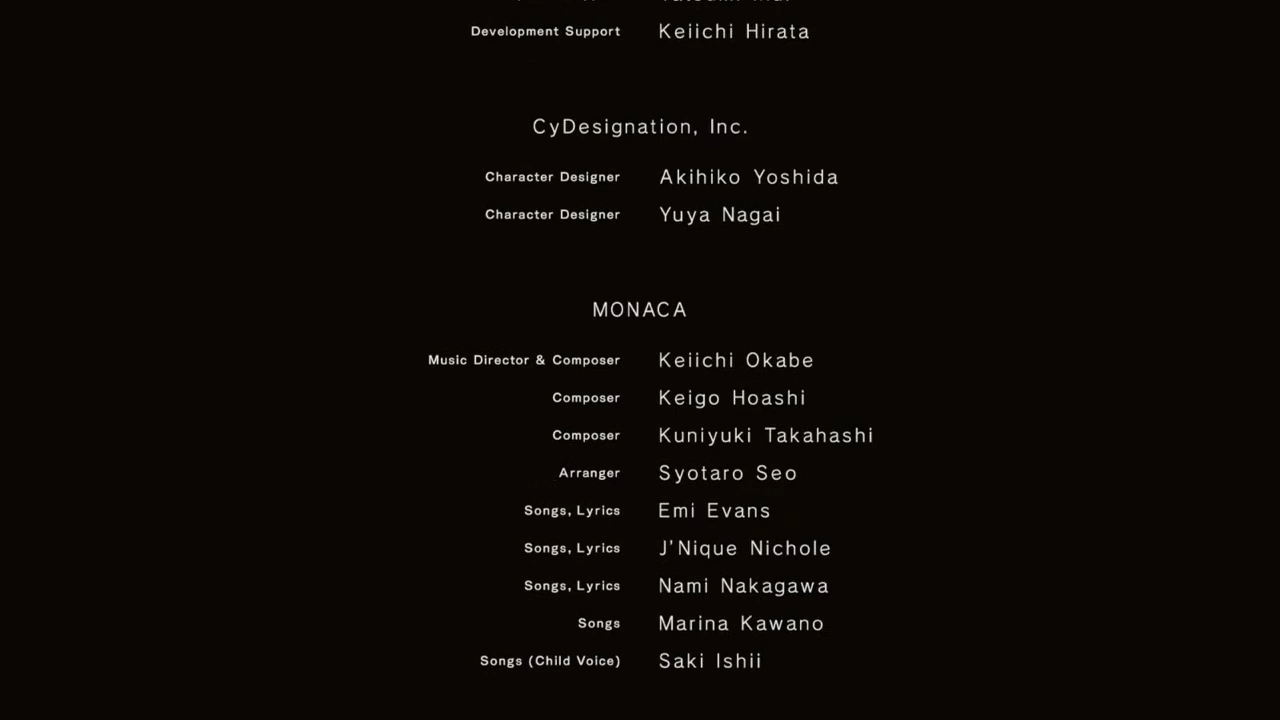 Development Support Keiichi Hirata
CyDesignation, Inc.
Character Designer Akihiko Yoshida
Character Designer Yuya Nagai
MONACA
Music Director & Composer Keiichi Okabe
Composer Keigo Hoashi
Composer Kuniyuki Takahashi
Arranger Syotaro Seo
Songs, Lyrics Emi Evans
Songs, Lyrics J'Nique Nichole
Songs, Lyrics Nami Nakagawa
Songs Marina Kawano
Songs (Child Voice) Saki Ishii